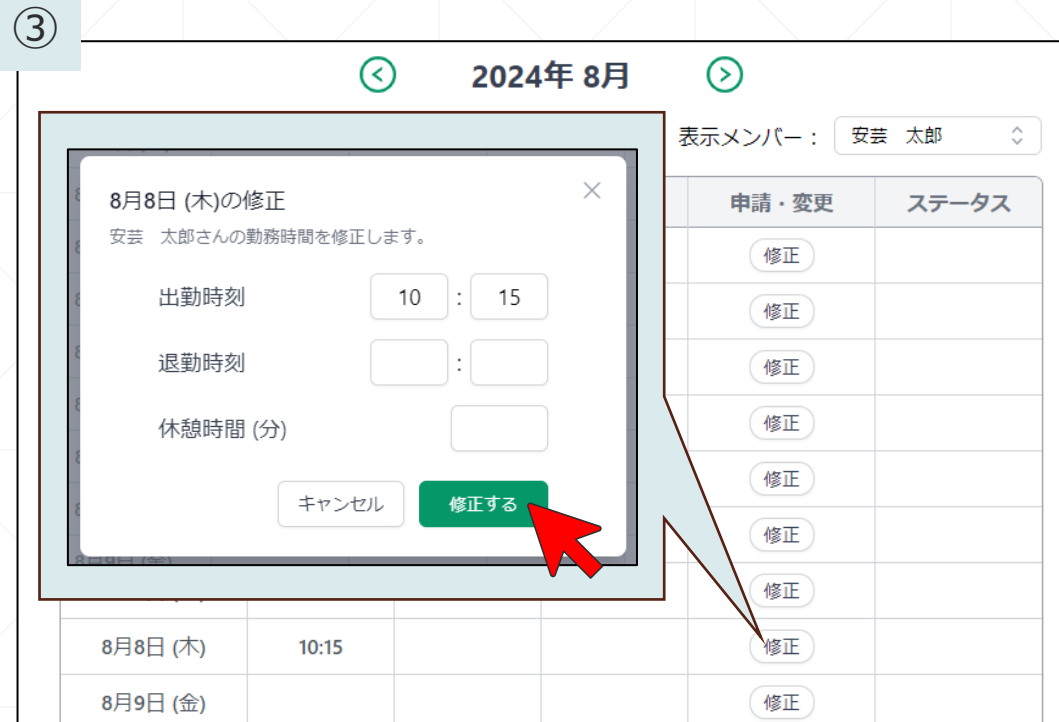 ③
2024年 8月
表示メンバー： 安芸　太郎
申請・変更 ステータス
8月8日 (木)の修正
安芸　太郎さんの勤務時間を修正します。
出勤時刻 10 : 15
退勤時刻 :
休憩時間 (分)
キャンセル 修正する
修正
修正
修正
修正
修正
修正
8月9日 (金)
修正
8月8日 (木) 10:15 修正
8月9日 (金) 修正